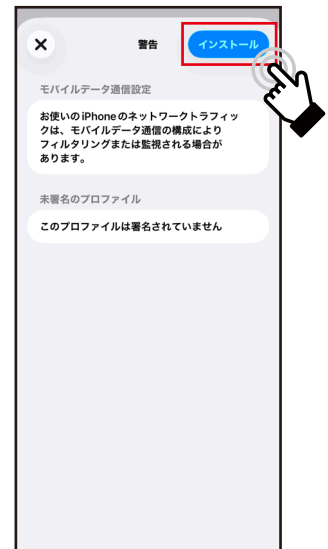 警告
インストール
モバイルデータ通信設定
お使いのiPhoneのネットワークトラフィッ
クは、モバイルデータ通信の構成により
フィルタリングまたは監視される場合が
あります。
未署名のプロファイル
このプロファイルは署名されていません